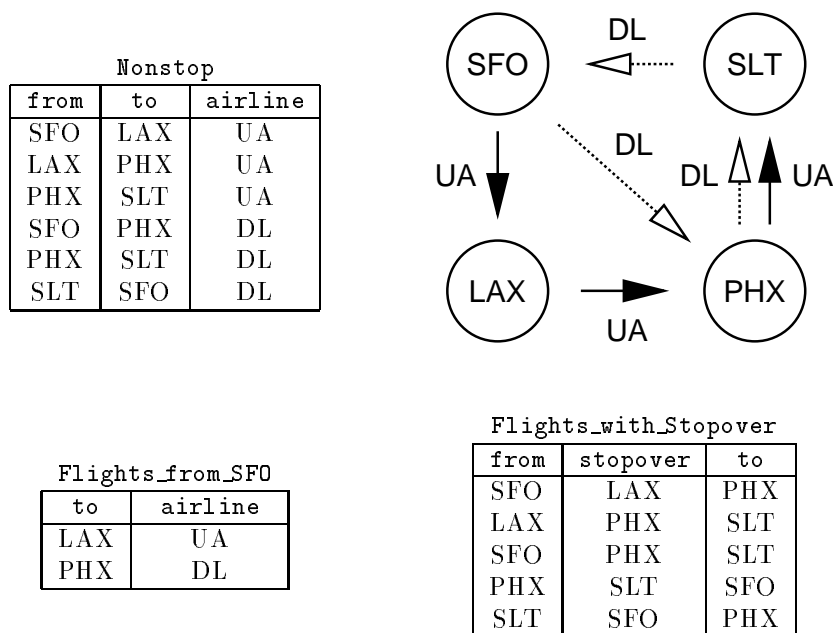 Nonstop
from to airline
SFO LAX UA
LAX PHX UA
PHX SLT UA
SFO PHX DL
PHX SLT DL
SLT SFO DL
DL
SFO SLT
DL
UA DL UA
LAX PHX
UA
Flights_from_SFO
to airline
LAX UA
PHX DL
Flights_with_Stopover
from stopover to
SFO LAX PHX
LAX PHX SLT
SFO PHX SLT
PHX SLT SFO
SLT SFO PHX